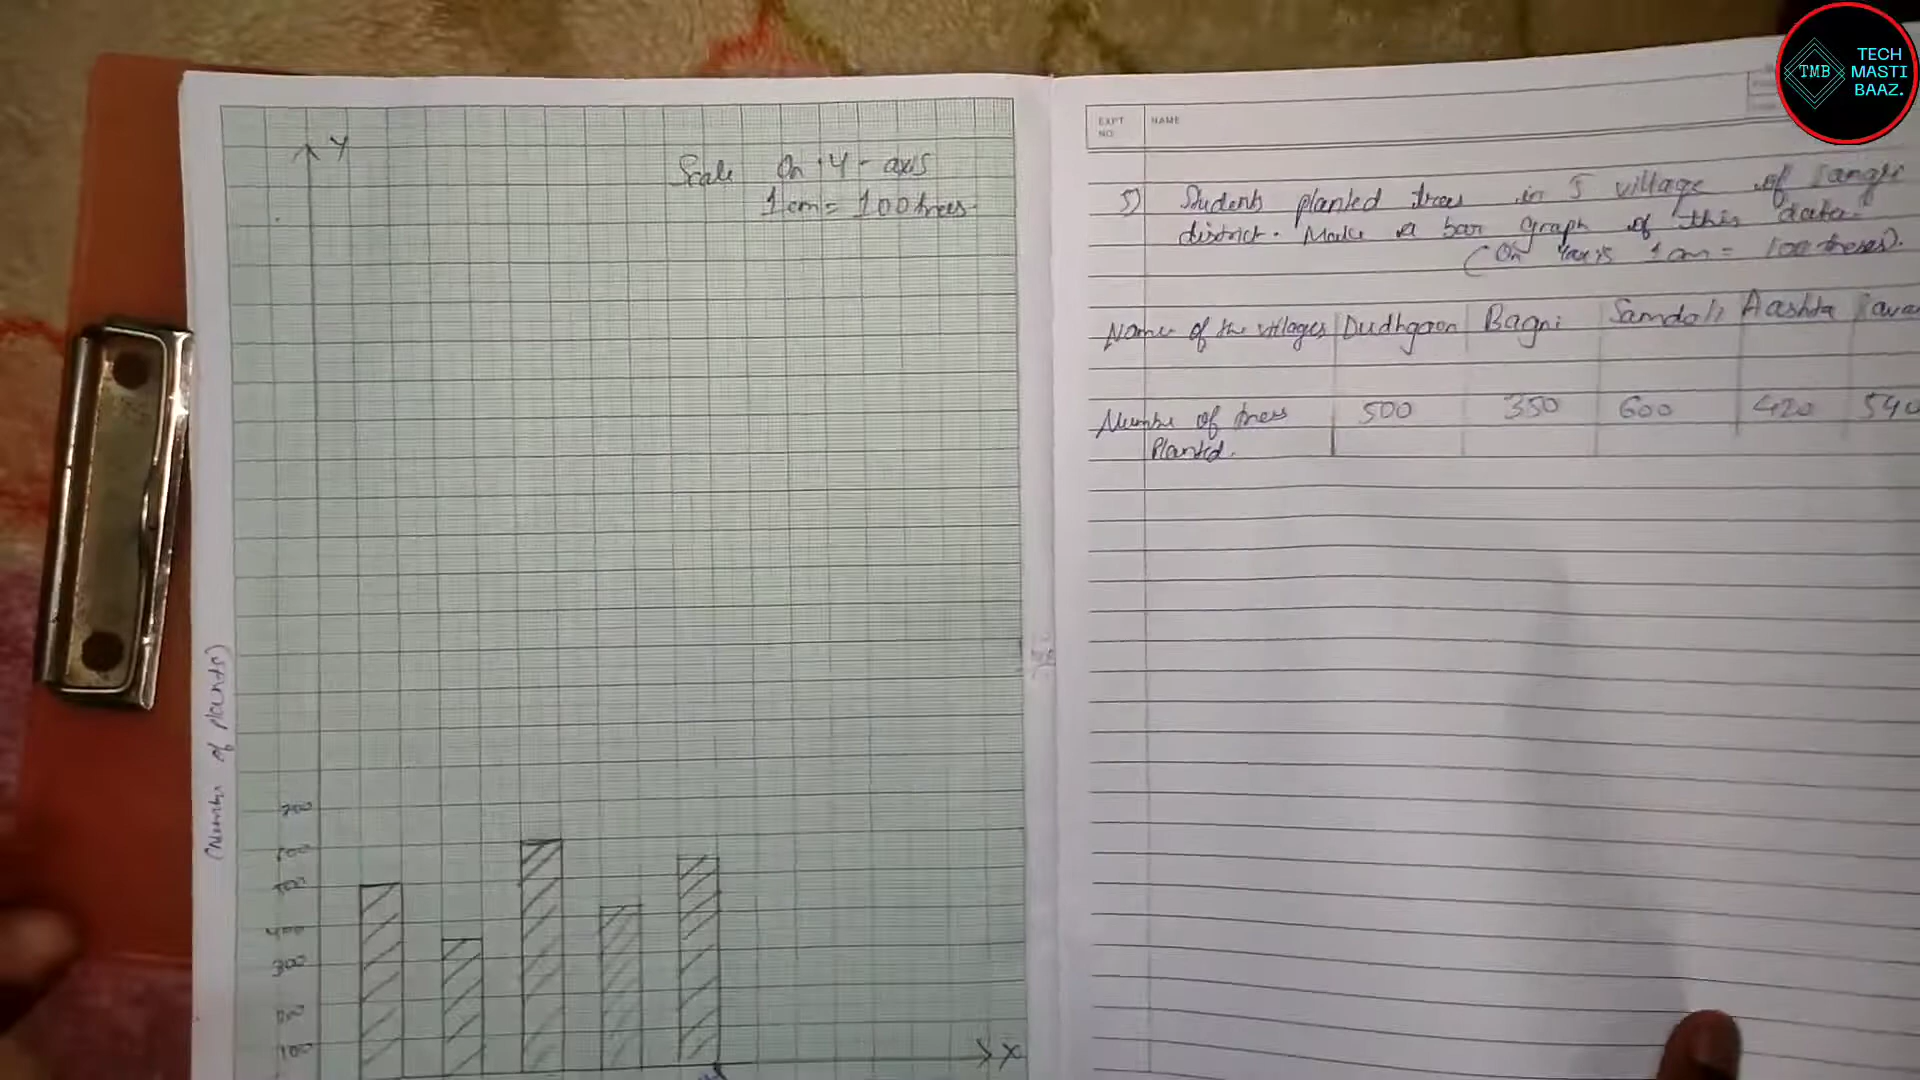 Y
Scale On Y-axis
1cm = 100 trees
(Number of plants)
700
600
500
400
300
200
100
X
EXPT NO.
NAME
5) Students planted trees in 5 village of Sangli
district. Make a bar graph of this data.
(On Yaxis 1cm = 100 trees).
Name of the villages Dudhgaon Bagni Samdoli Aashta
Number of trees 500 350 600 420 540
Planted.
TMB
TECH
MASTI
BAAZ.